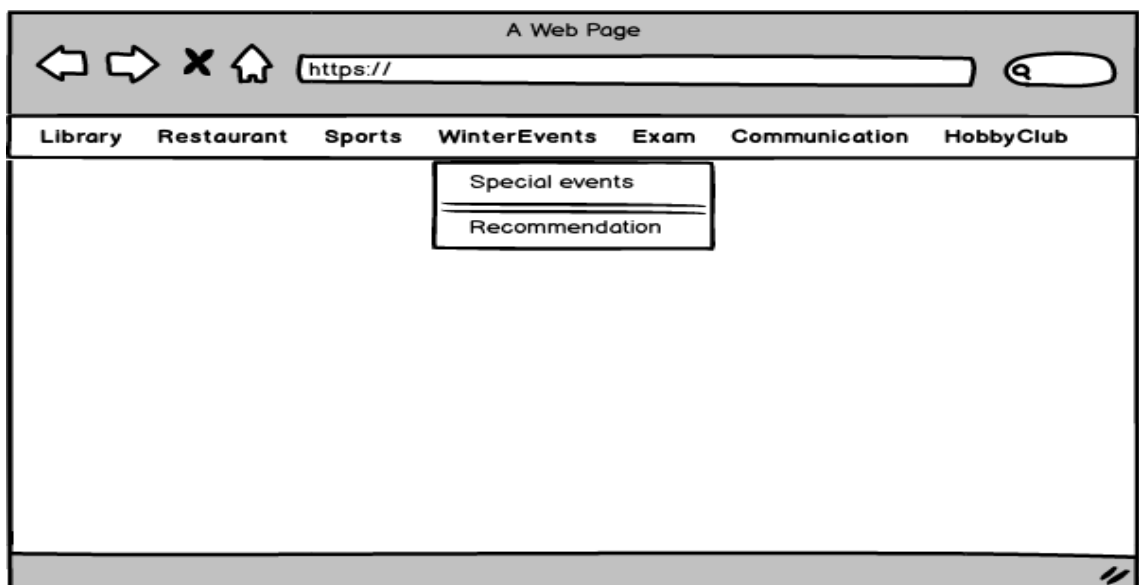 A Web Page
https://
Library Restaurant Sports WinterEvents Exam Communication HobbyClub
Special events
Recommendation